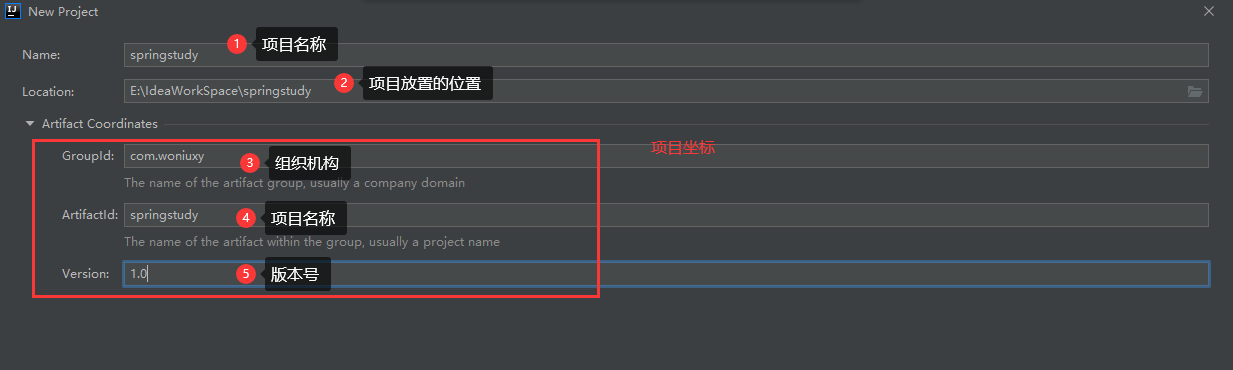 IJ New Project
Name: springstudy 1 项目名称
Location: E:\IdeaWorkSpace\springstudy 2 项目放置的位置
Artifact Coordinates
项目坐标
GroupId: com.woniuxy 3 组织机构
The name of the artifact group, usually a company domain
ArtifactId: springstudy 4 项目名称
The name of the artifact within the group, usually a project name
Version: 1.0 5 版本号